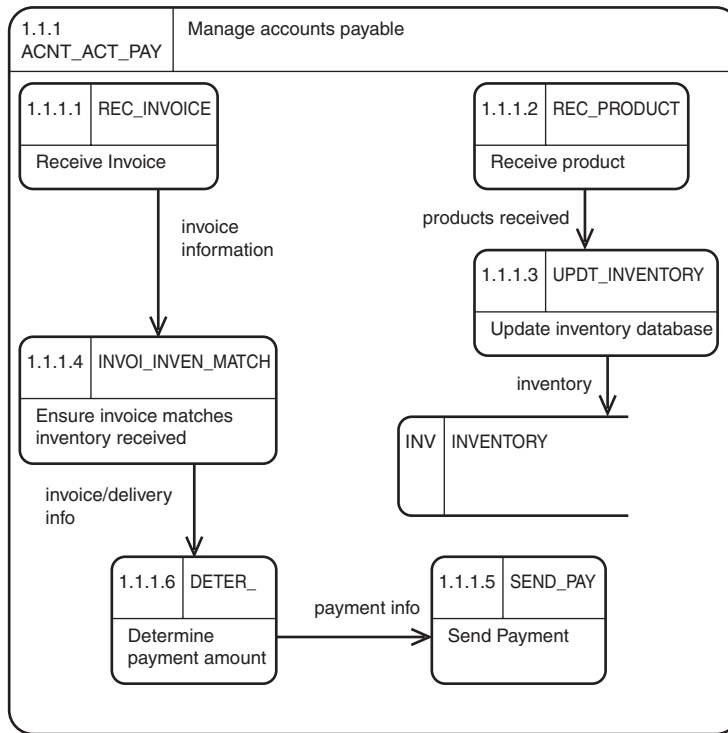 1.1.1
ACNT_ACT_PAY
Manage accounts payable
1.1.1.1
REC_INVOICE
Receive Invoice
1.1.1.2
REC_PRODUCT
Receive product
invoice
information
products received
1.1.1.3
UPDT_INVENTORY
Update inventory database
1.1.1.4
INVOI_INVEN_MATCH
Ensure invoice matches
inventory received
inventory
INV
INVENTORY
invoice/delivery
info
1.1.1.6
DETER_
Determine
payment amount
payment info
1.1.1.5
SEND_PAY
Send Payment